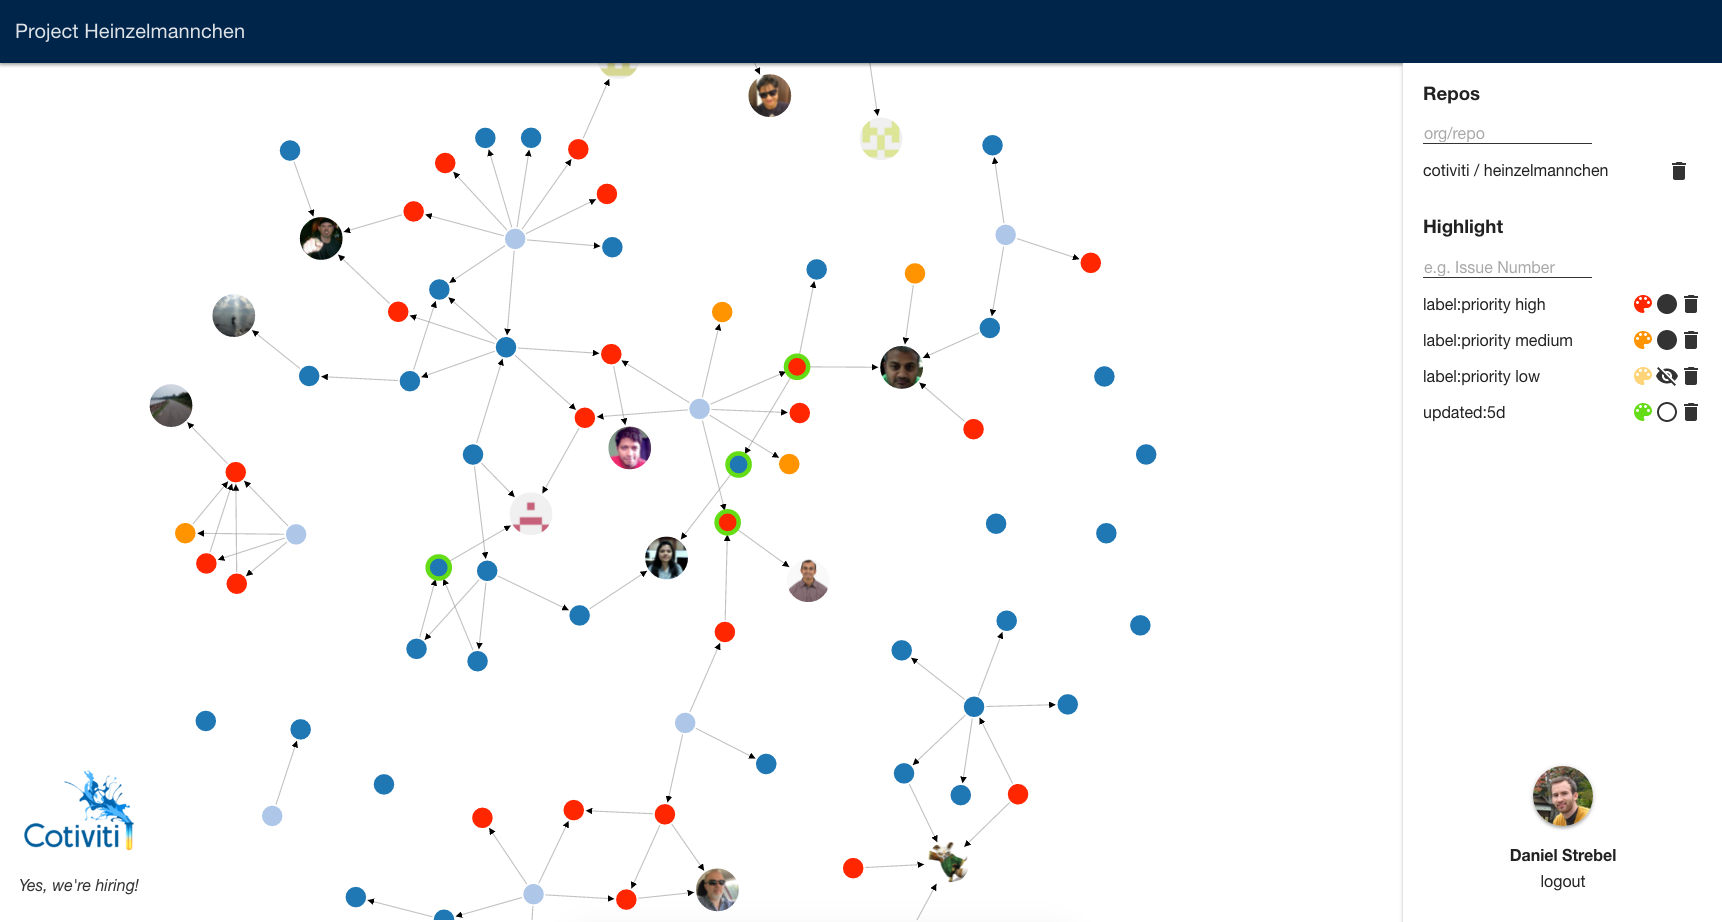 Project Heinzelmannchen
Repos
org/repo
cotiviti / heinzelmannchen
Highlight
e.g. Issue Number
label:priority high
label:priority medium
label:priority low
updated:5d
Cotiviti
Yes, we're hiring!
Daniel Strebel
logout